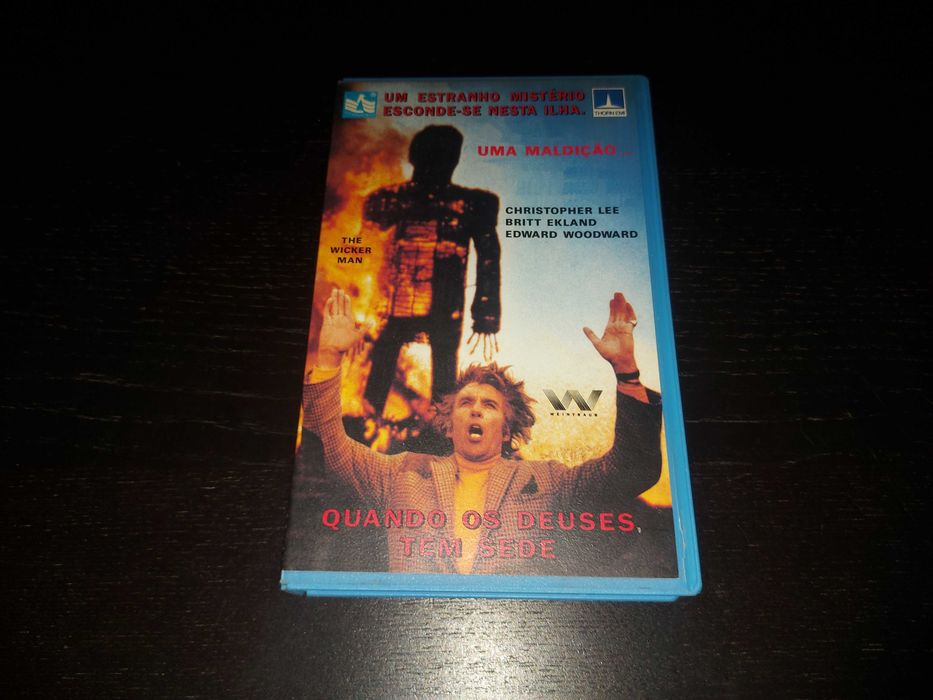 UM ESTRANHO MISTÉRIO
ESCONDE-SE NESTA ILHA.
THORN EMI
UMA MALDIÇÃO...
CHRISTOPHER LEE
BRITT EKLAND
EDWARD WOODWARD
THE
WICKER
MAN
W
WEINTRAUB
QUANDO OS DEUSES,
TEM SEDE